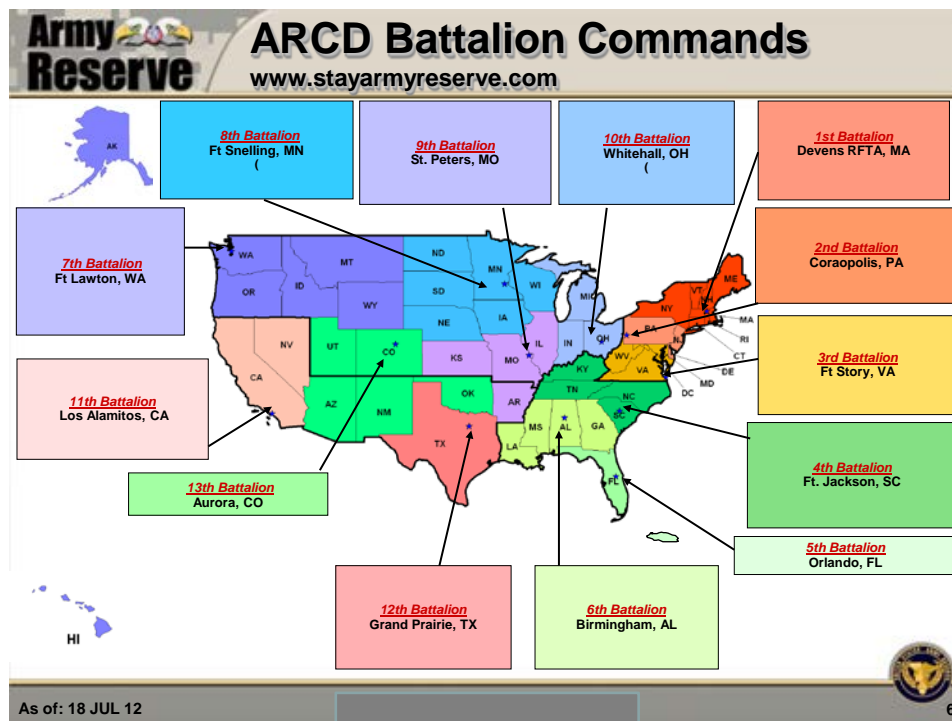 Army
Reserve
ARCD Battalion Commands
www.stayarmyreserve.com
AK
8th Battalion
Ft Snelling, MN
(
9th Battalion
St. Peters, MO
10th Battalion
Whitehall, OH
(
1st Battalion
Devens RFTA, MA
7th Battalion
Ft Lawton, WA
2nd Battalion
Coraopolis, PA
3rd Battalion
Ft Story, VA
11th Battalion
Los Alamitos, CA
13th Battalion
Aurora, CO
4th Battalion
Ft. Jackson, SC
5th Battalion
Orlando, FL
12th Battalion
Grand Prairie, TX
6th Battalion
Birmingham, AL
WA
MT
ND
MN
ME
VT
NH
OR
ID
SD
WI
MI
NY
MA
WY
IA
PA
RI
NE
NJ
CT
NV
UT
CO
IL
IN
OH
WV
DE
KS
MO
VA
MD
DC
CA
KY
AZ
NM
OK
AR
TN
NC
SC
TX
LA
MS
AL
GA
FL
HI
As of: 18 JUL 12